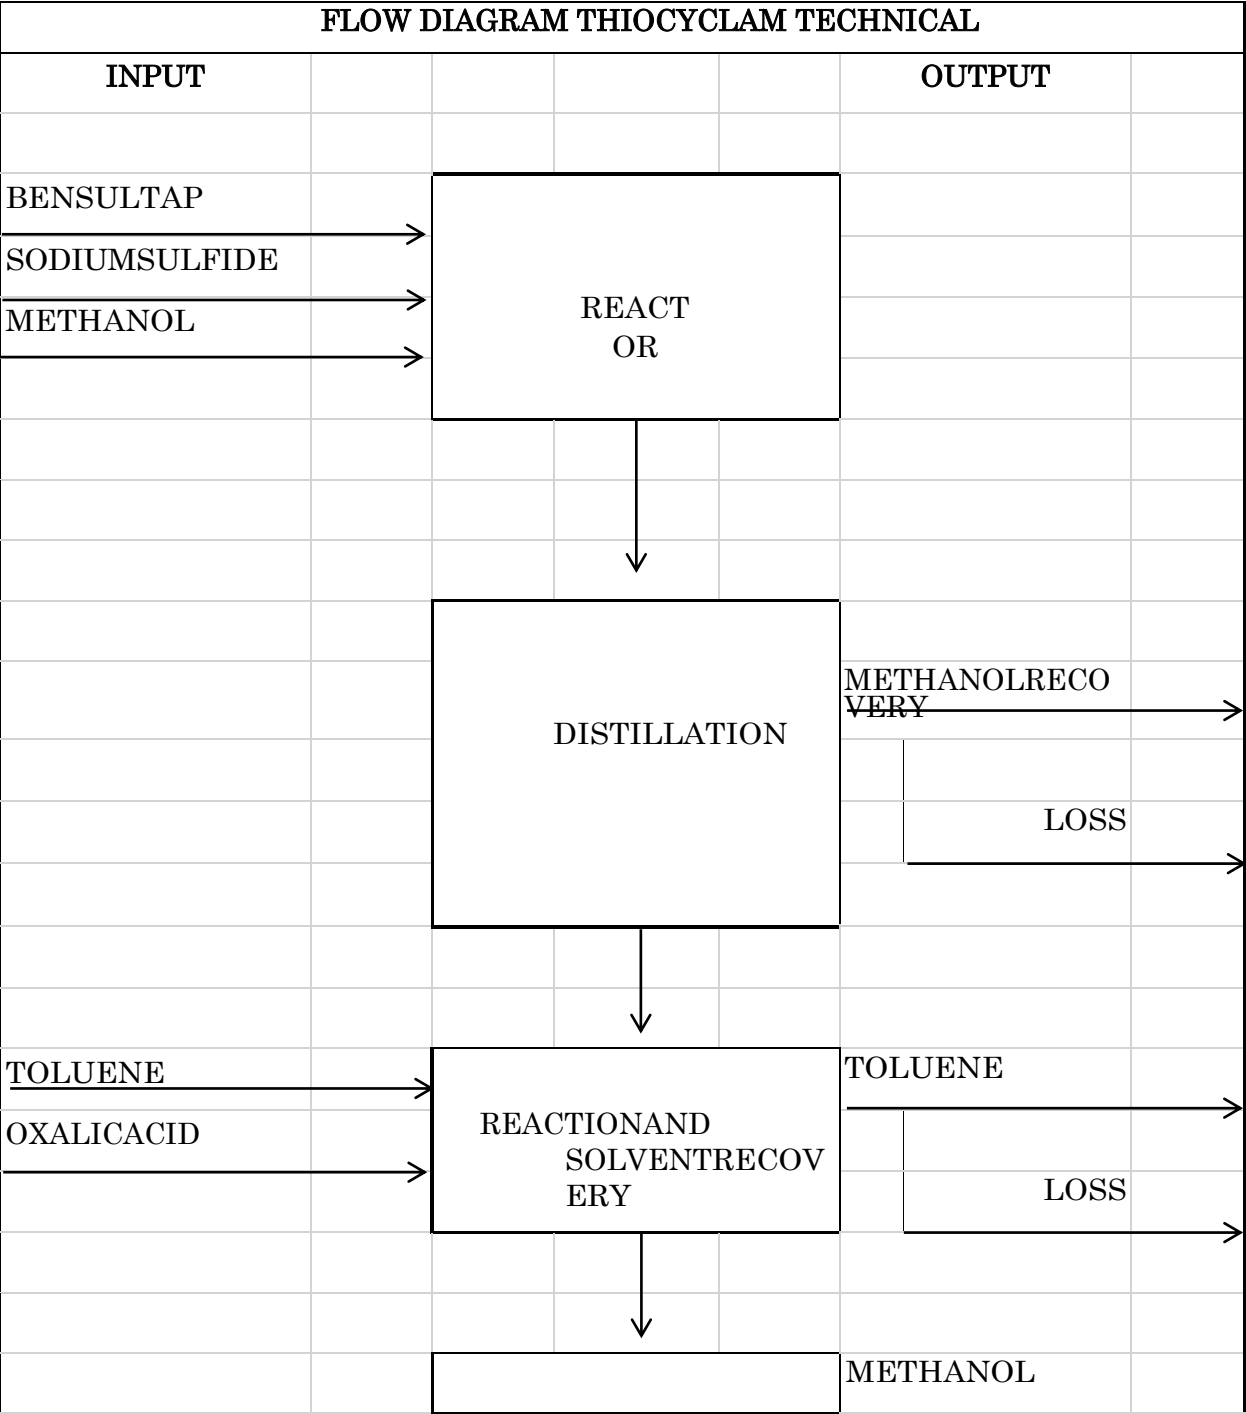 FLOW DIAGRAM THIOCYCLAM TECHNICAL
INPUT
OUTPUT
BENSULTAP
SODIUMSULFIDE
METHANOL
REACT
OR
METHANOLRECO
VERY
DISTILLATION
LOSS
TOLUENE
OXALICACID
REACTIONAND
SOLVENTRECOV
ERY
TOLUENE
LOSS
METHANOL